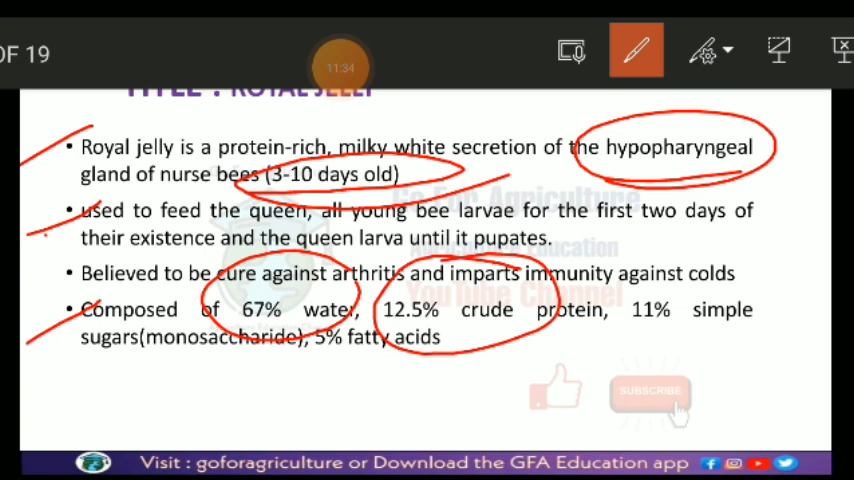 OF 19
11:34
TITLE : ROYAL JELLY
• Royal jelly is a protein-rich, milky white secretion of the hypopharyngeal
gland of nurse bees (3-10 days old)
• used to feed the queen, all young bee larvae for the first two days of
their existence and the queen larva until it pupates.
• Believed to be cure against arthritis and imparts immunity against colds
• Composed of 67% water, 12.5% crude protein, 11% simple
sugars(monosaccharide), 5% fatty acids
Go For Agriculture
Agriculture Education
YouTube Channel
SUBSCRIBE
Visit : goforagriculture or Download the GFA Education app